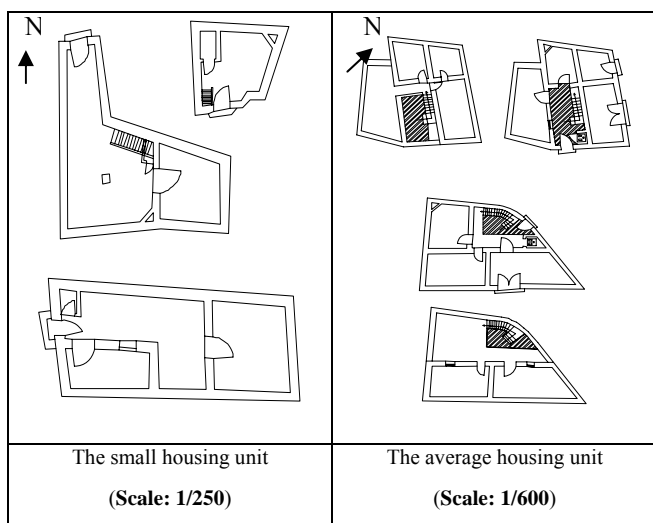 N
N
The small housing unit
(Scale: 1/250)
The average housing unit
(Scale: 1/600)